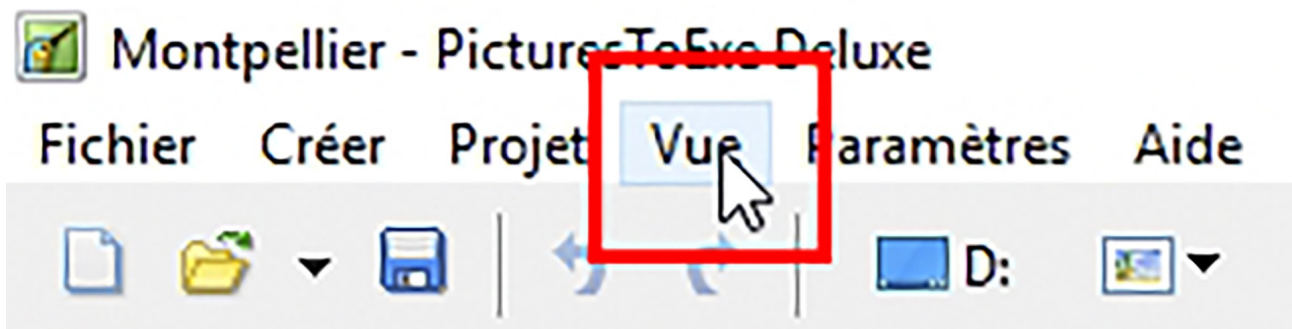 Montpellier - PicturesToExe Deluxe
Fichier Créer Projet Vue Paramètres Aide
D: